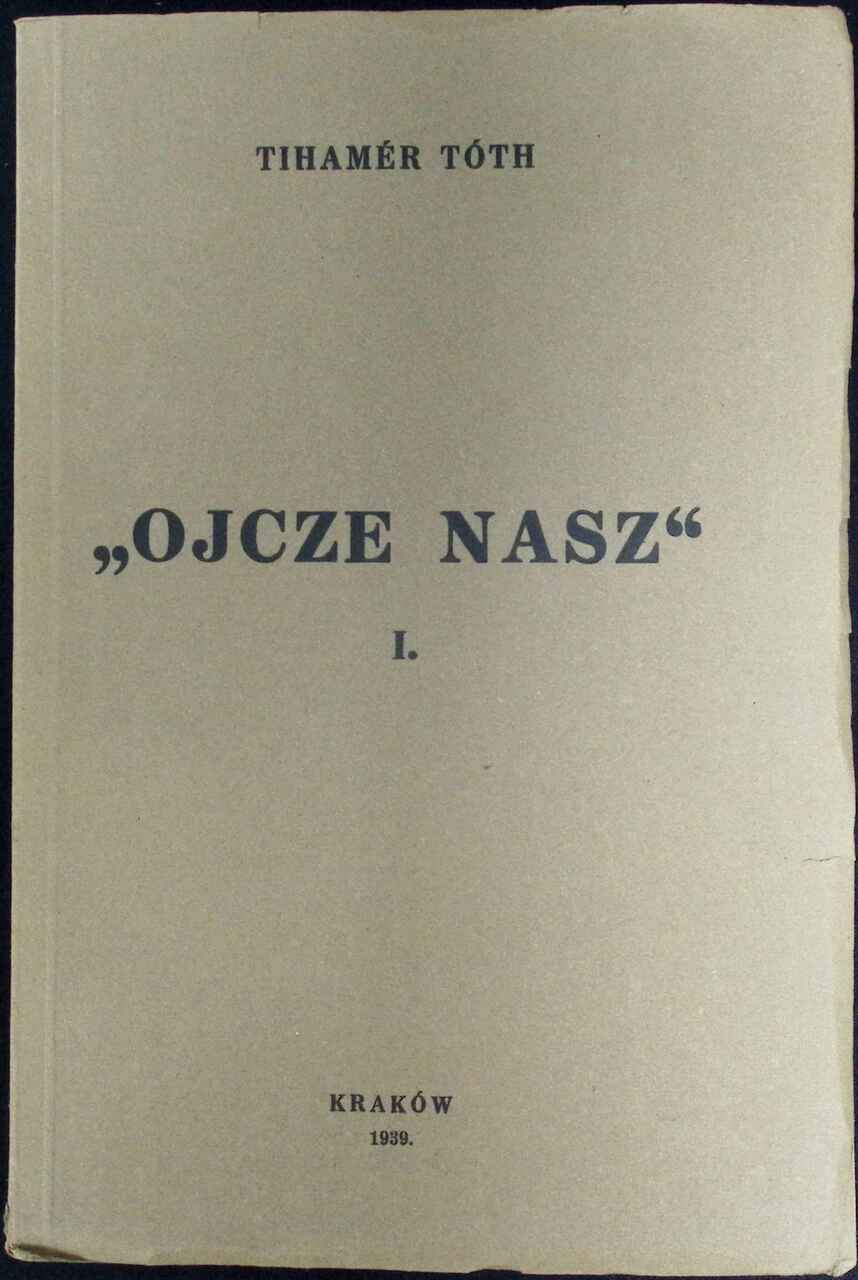 TIHAMÉR TÓTH
„OJCZE NASZ“
I.
KRAKÓW
1939.